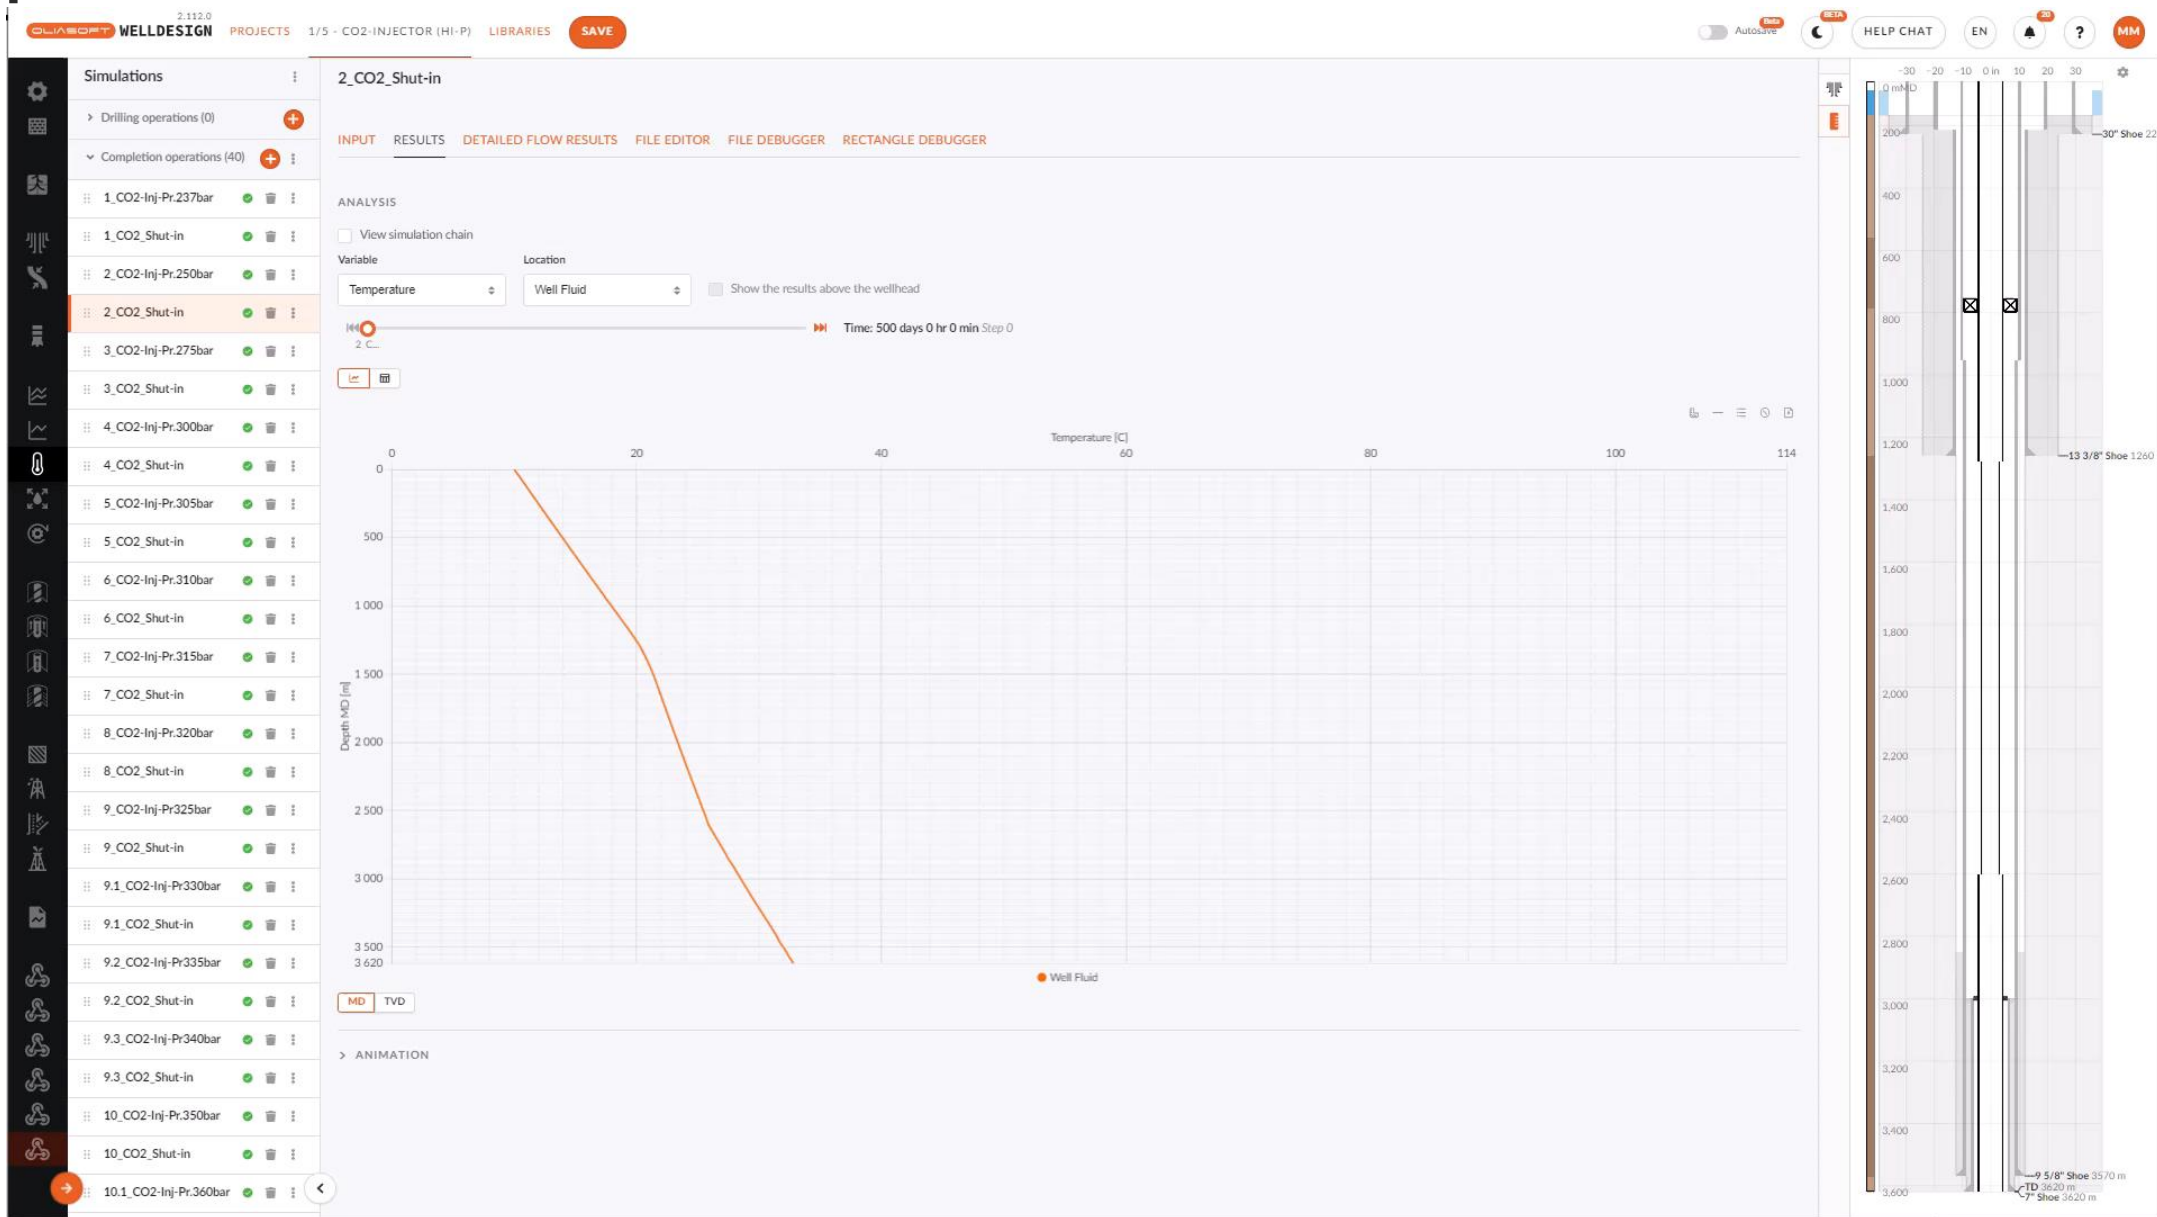 2.112.0
OLIASOFT WELLDESIGN PROJECTS 1/5 - CO2-INJECTOR (HI-P) LIBRARIES SAVE Autosave Beta BETA HELP CHAT EN 20 ? MM
Simulations
Drilling operations (0)
Completion operations (40)
1_CO2-Inj-Pr.237bar
1_CO2_Shut-in
2_CO2-Inj-Pr.250bar
2_CO2_Shut-in
3_CO2-Inj-Pr.275bar
3_CO2_Shut-in
4_CO2-Inj-Pr.300bar
4_CO2_Shut-in
5_CO2-Inj-Pr.305bar
5_CO2_Shut-in
6_CO2-Inj-Pr.310bar
6_CO2_Shut-in
7_CO2-Inj-Pr.315bar
7_CO2_Shut-in
8_CO2-Inj-Pr.320bar
8_CO2_Shut-in
9_CO2-Inj-Pr325bar
9_CO2_Shut-in
9.1_CO2-Inj-Pr330bar
9.1_CO2_Shut-in
9.2_CO2-Inj-Pr335bar
9.2_CO2_Shut-in
9.3_CO2-Inj-Pr340bar
9.3_CO2_Shut-in
10_CO2-Inj-Pr.350bar
10_CO2_Shut-in
10.1_CO2-Inj-Pr.360bar
2_CO2_Shut-in
INPUT RESULTS DETAILED FLOW RESULTS FILE EDITOR FILE DEBUGGER RECTANGLE DEBUGGER
ANALYSIS
View simulation chain
Variable Location
Temperature Well Fluid Show the results above the wellhead
Time: 500 days 0 hr 0 min Step 0
2 C...
Temperature [C]
0 20 40 60 80 100 114
0
500
1 000
1 500
2 000
2 500
3 000
3 500
3 620
Depth MD [m]
Well Fluid
MD TVD
ANIMATION
-30 -20 -10 0 in 10 20 30
0 mMD
200
30" Shoe 22
400
600
800
1,000
1,200
13 3/8" Shoe 1260
1,400
1,600
1,800
2,000
2,200
2,400
2,600
2,800
3,000
3,200
3,400
9 5/8" Shoe 3570 m
TD 3620 m
3,600
7" Shoe 3620 m